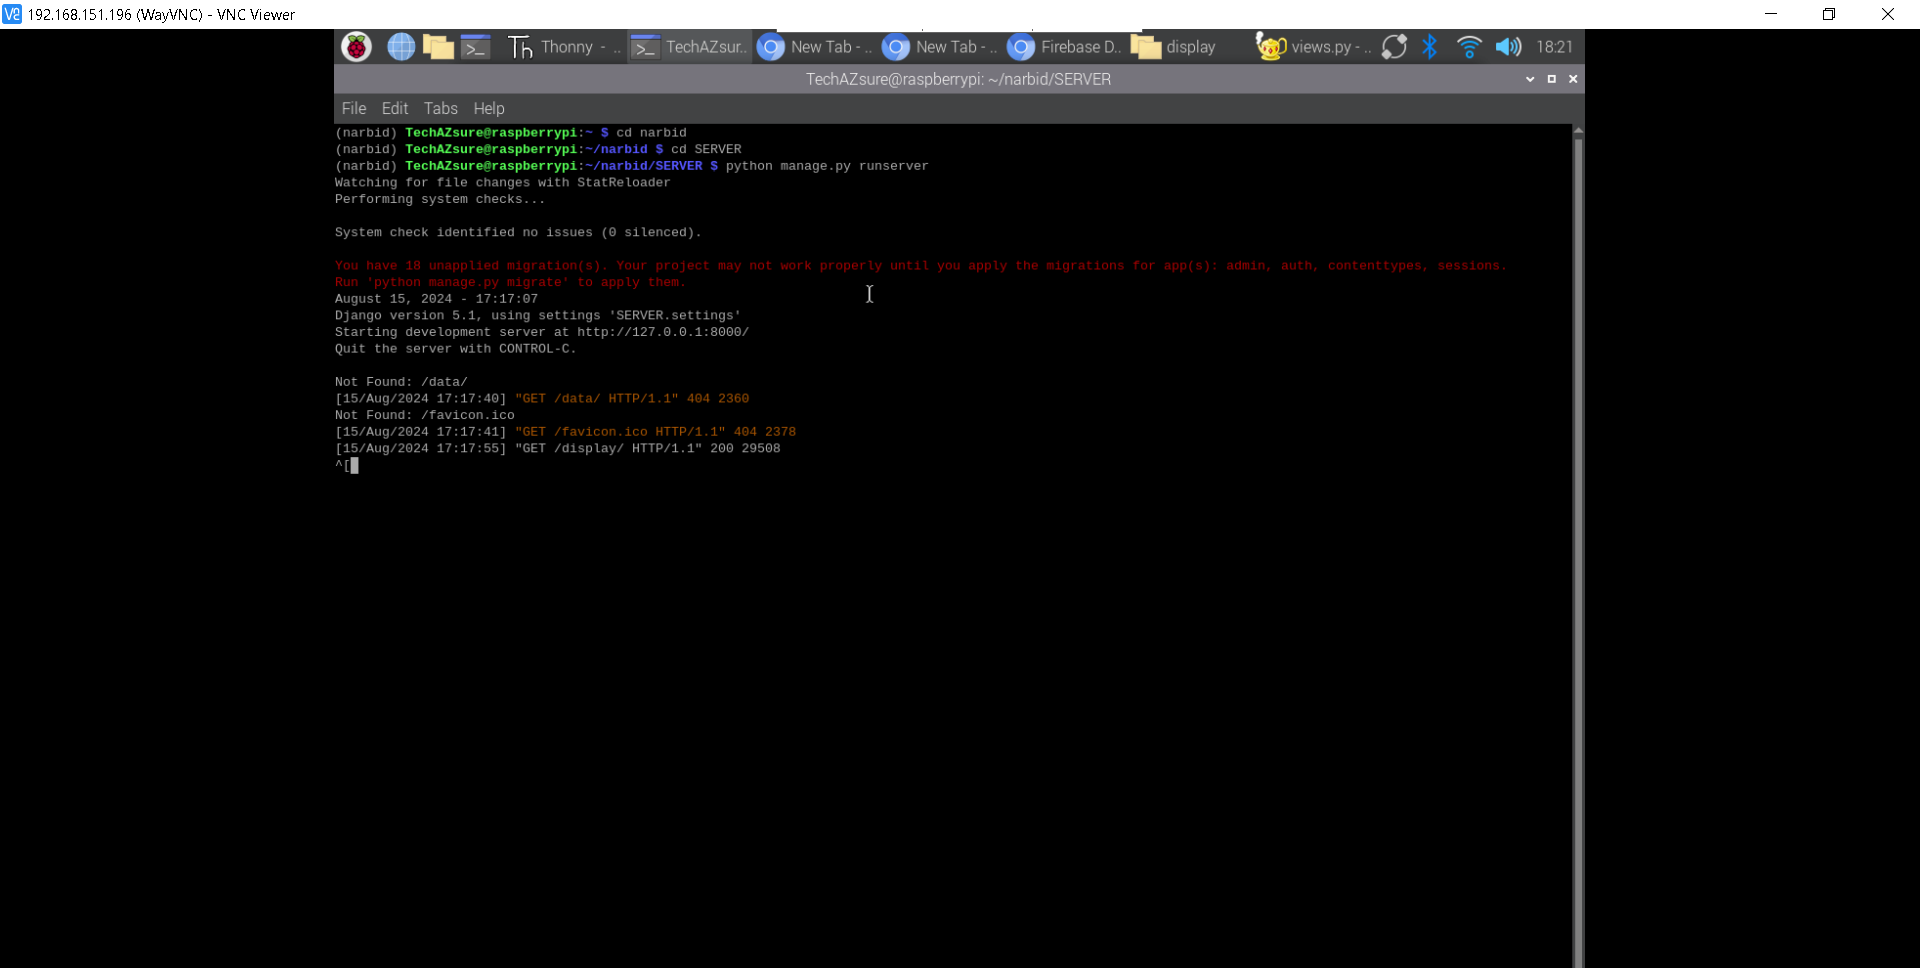 192.168.151.196 (WayVNC) - VNC Viewer
Thonny - ..
TechAZsur..
New Tab - ..
New Tab - ..
Firebase D..
display
views.py - ..
18:21
TechAZsure@raspberrypi: ~/narbid/SERVER
File Edit Tabs Help
(narbid) TechAZsure@raspberrypi:~ $ cd narbid
(narbid) TechAZsure@raspberrypi:~/narbid $ cd SERVER
(narbid) TechAZsure@raspberrypi:~/narbid/SERVER $ python manage.py runserver
Watching for file changes with StatReloader
Performing system checks...
System check identified no issues (0 silenced).
You have 18 unapplied migration(s). Your project may not work properly until you apply the migrations for app(s): admin, auth, contenttypes, sessions.
Run 'python manage.py migrate' to apply them.
August 15, 2024 - 17:17:07
Django version 5.1, using settings 'SERVER.settings'
Starting development server at http://127.0.0.1:8000/
Quit the server with CONTROL-C.
Not Found: /data/
[15/Aug/2024 17:17:40] "GET /data/ HTTP/1.1" 404 2360
Not Found: /favicon.ico
[15/Aug/2024 17:17:41] "GET /favicon.ico HTTP/1.1" 404 2378
[15/Aug/2024 17:17:55] "GET /display/ HTTP/1.1" 200 29508
^[